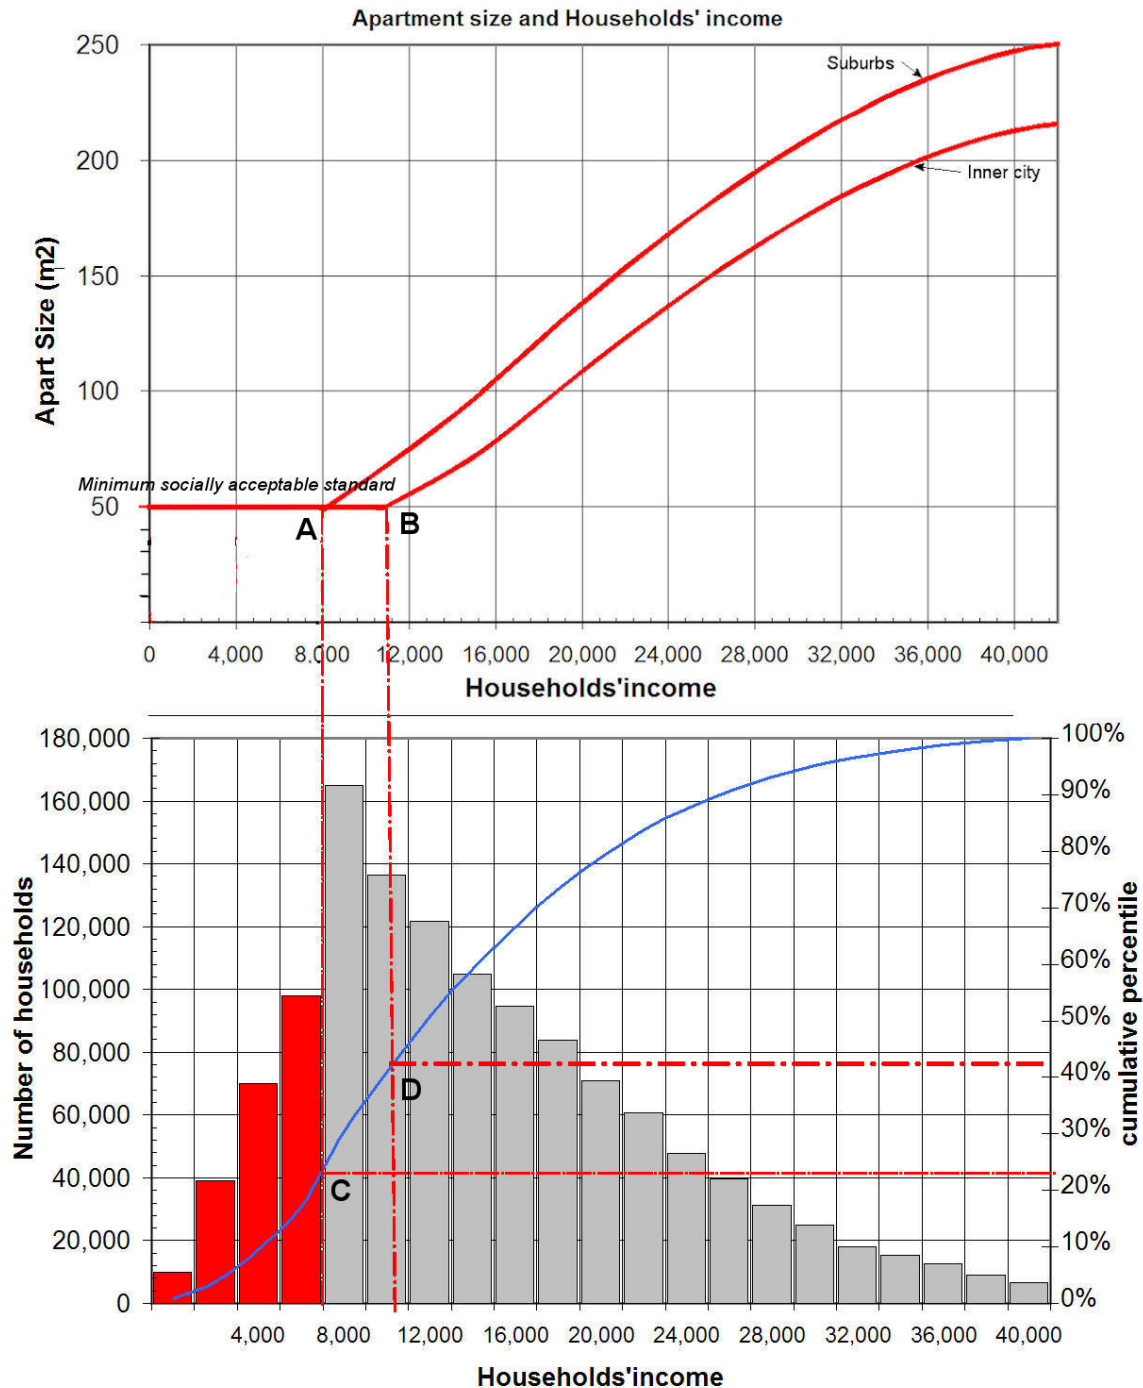 Apartment size and Households' income
250
200
150
100
50
Apart Size (m2)
Suburbs
Inner city
Minimum socially acceptable standard
A
B
0 4,000 8,000 12,000 16,000 20,000 24,000 28,000 32,000 36,000 40,000
Households'income
180,000
160,000
140,000
120,000
100,000
80,000
60,000
40,000
20,000
0
Number of households
100%
90%
80%
70%
60%
50%
40%
30%
20%
10%
0%
cumulative percentile
D
C
4,000 8,000 12,000 16,000 20,000 24,000 28,000 32,000 36,000 40,000
Households'income